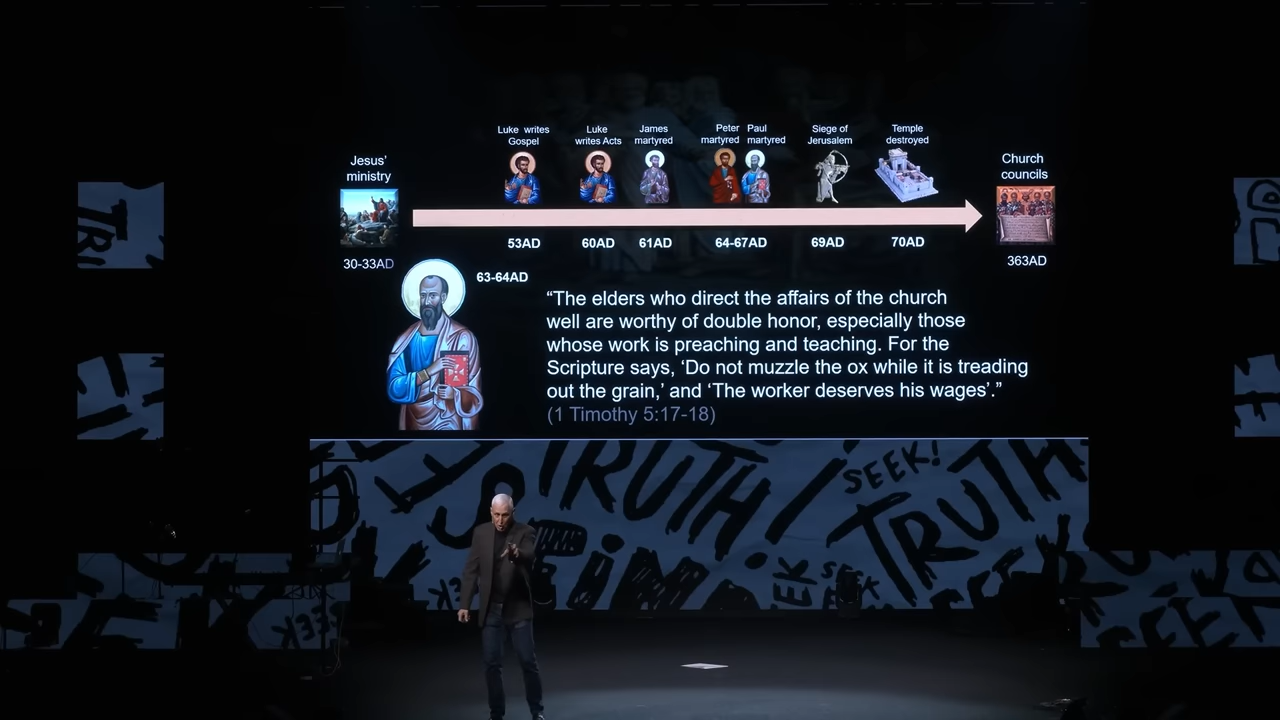 Luke writes
Gospel
Luke
writes Acts
James
martyred
Peter
martyred
Paul
martyred
Siege of
Jerusalem
Temple
destroyed
Jesus'
ministry
Church
councils
53AD
60AD
61AD
64-67AD
69AD
70AD
30-33AD
363AD
63-64AD
“The elders who direct the affairs of the church
well are worthy of double honor, especially those
whose work is preaching and teaching. For the
Scripture says, ‘Do not muzzle the ox while it is treading
out the grain,’ and ‘The worker deserves his wages’.”
(1 Timothy 5:17-18)
TRUTH
SEEK!
TRUTH
SEEK